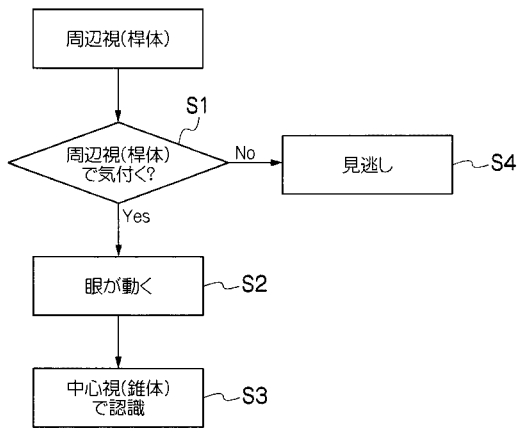 周辺視(桿体)
S1
周辺視(桿体)
で気付く?
No
見逃し
S4
Yes
眼が動く
S2
中心視(錐体)
で認識
S3